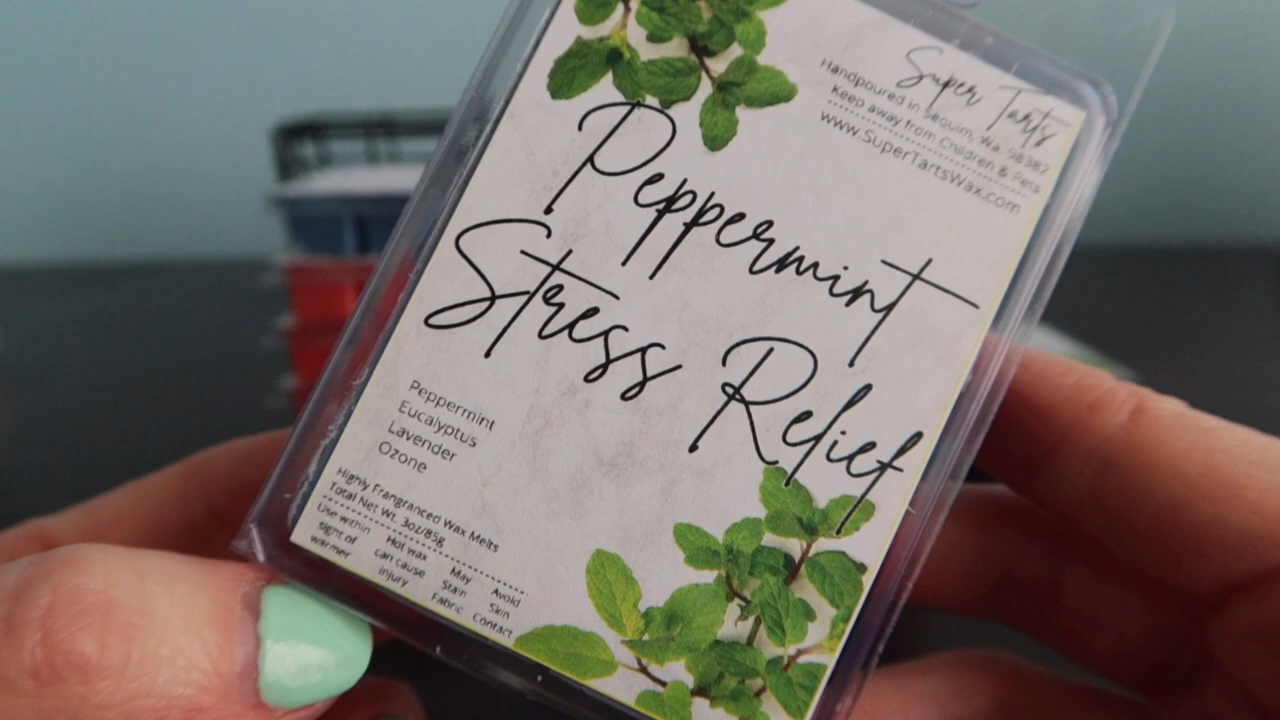 Super Tarts
Handpoured in Sequim, Wa. 98382
Keep away from Children & Pets
www.SuperTartsWax.com
Peppermint
Stress Relief
Peppermint
Eucalyptus
Lavender
Ozone
Highly Frangranced Wax Melts
Total Net Wt. 3oz/85g
Use within
sight of
warmer
Hot wax
can cause
injury
May
Stain
Fabric
Avoid
Skin
Contact